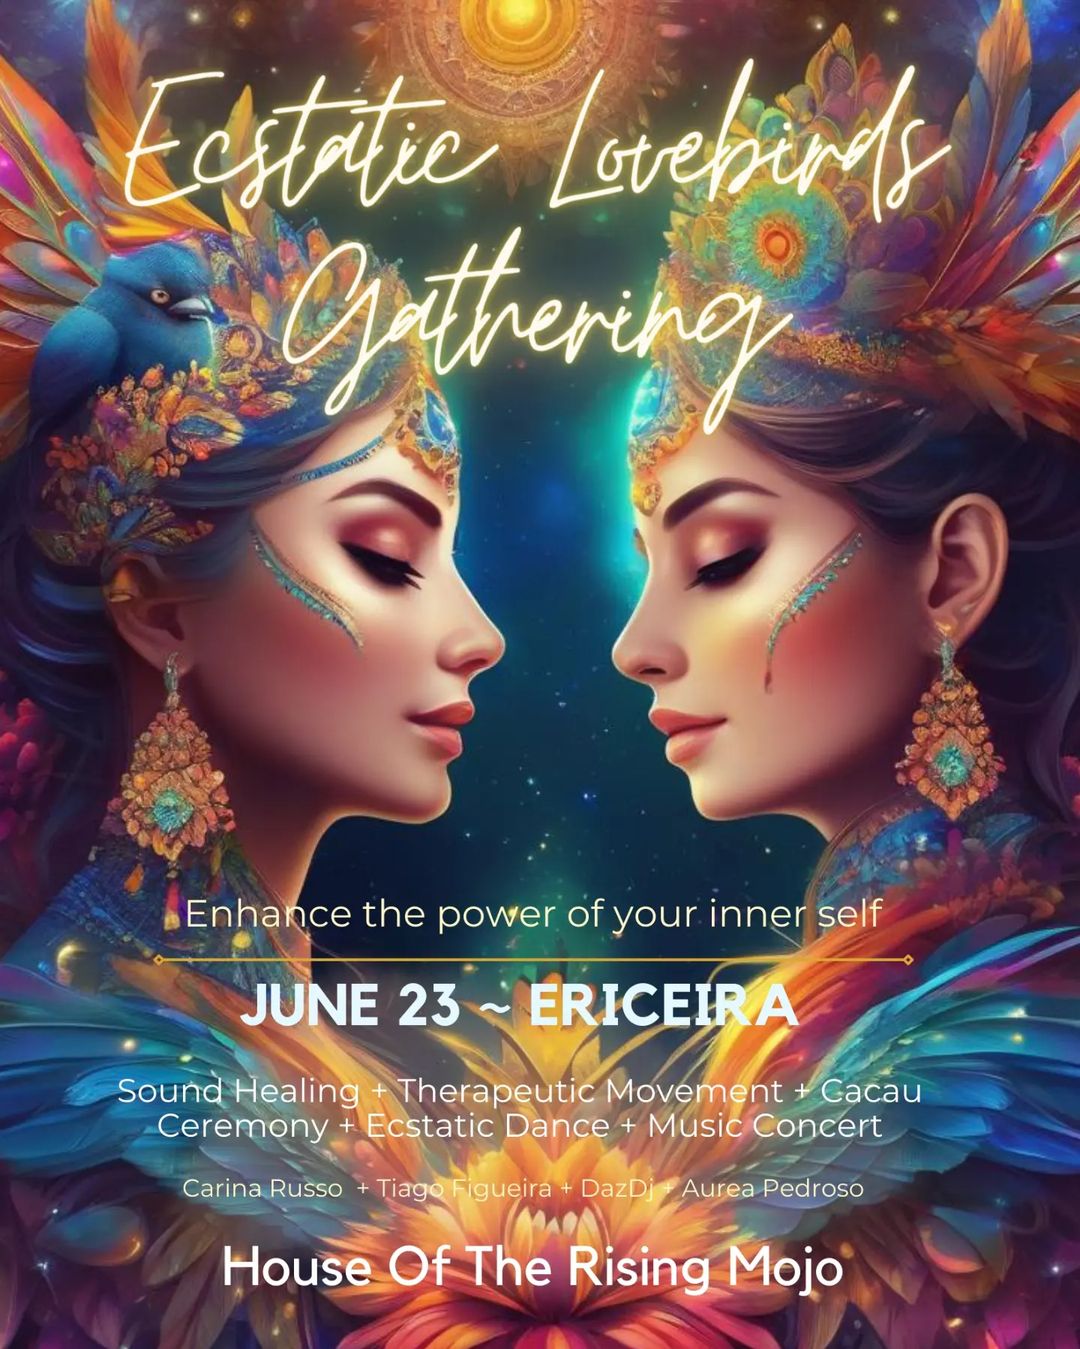 Ecstatic Lovebirds
Gathering
Enhance the power of your inner self
JUNE 23 ~ ERICEIRA
Sound Healing + Therapeutic Movement + Cacau
Ceremony + Ecstatic Dance + Music Concert
Carina Russo + Tiago Figueira + DazDj + Aurea Pedroso
House Of The Rising Mojo